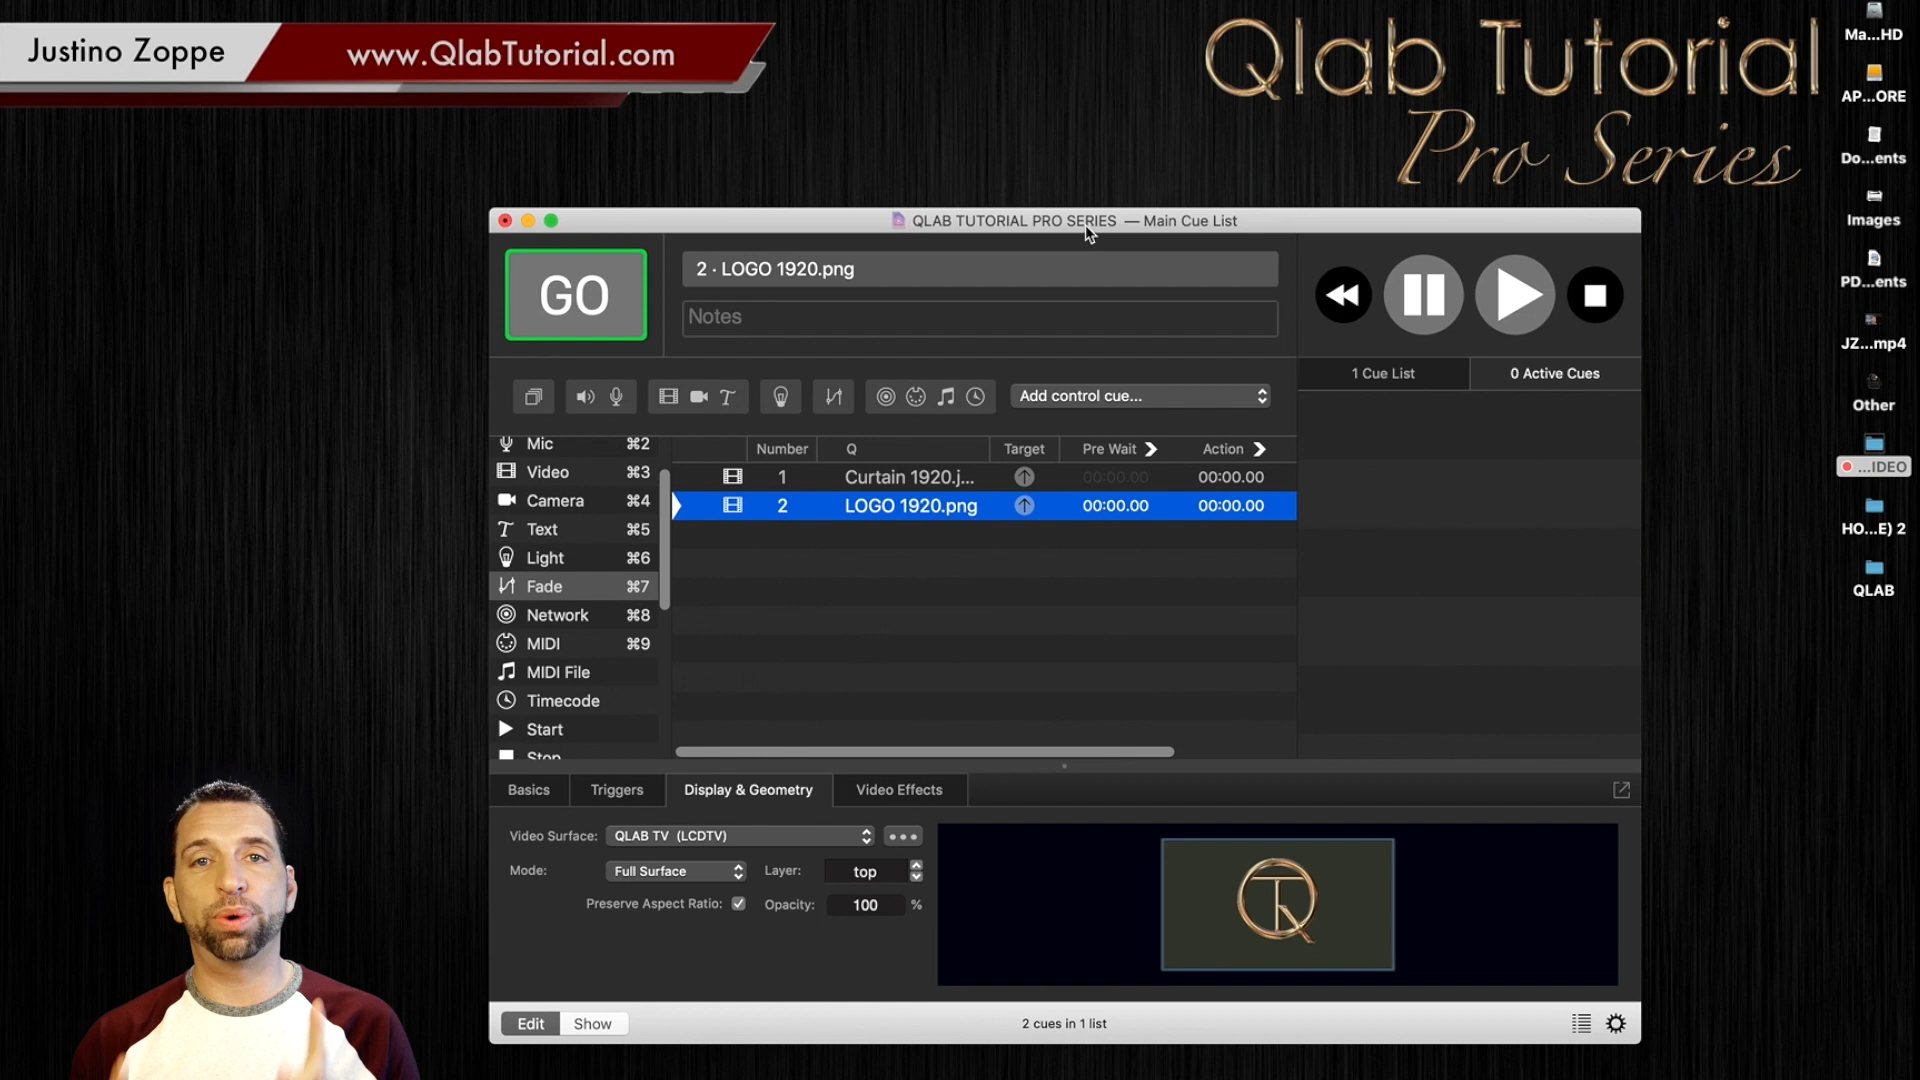 Justino Zoppe
www.QlabTutorial.com
Qlab Tutorial
Pro Series
Ma...HD
AP...ORE
Do...ents
Images
PD...ents
JZ...mp4
Other
...IDEO
HO...E) 2
QLAB
QLAB TUTORIAL PRO SERIES — Main Cue List
GO
2 · LOGO 1920.png
Notes
1 Cue List
0 Active Cues
Add control cue...
Mic ⌘2
Video ⌘3
Camera ⌘4
Text ⌘5
Light ⌘6
Fade ⌘7
Network ⌘8
MIDI ⌘9
MIDI File
Timecode
Start
Stop
Number Q Target Pre Wait Action
1 Curtain 1920.j... 00:00.00 00:00.00
2 LOGO 1920.png 00:00.00 00:00.00
Basics Triggers Display & Geometry Video Effects
Video Surface: QLAB TV (LCDTV)
Mode: Full Surface Layer: top
Preserve Aspect Ratio: Opacity: 100 %
Edit Show 2 cues in 1 list